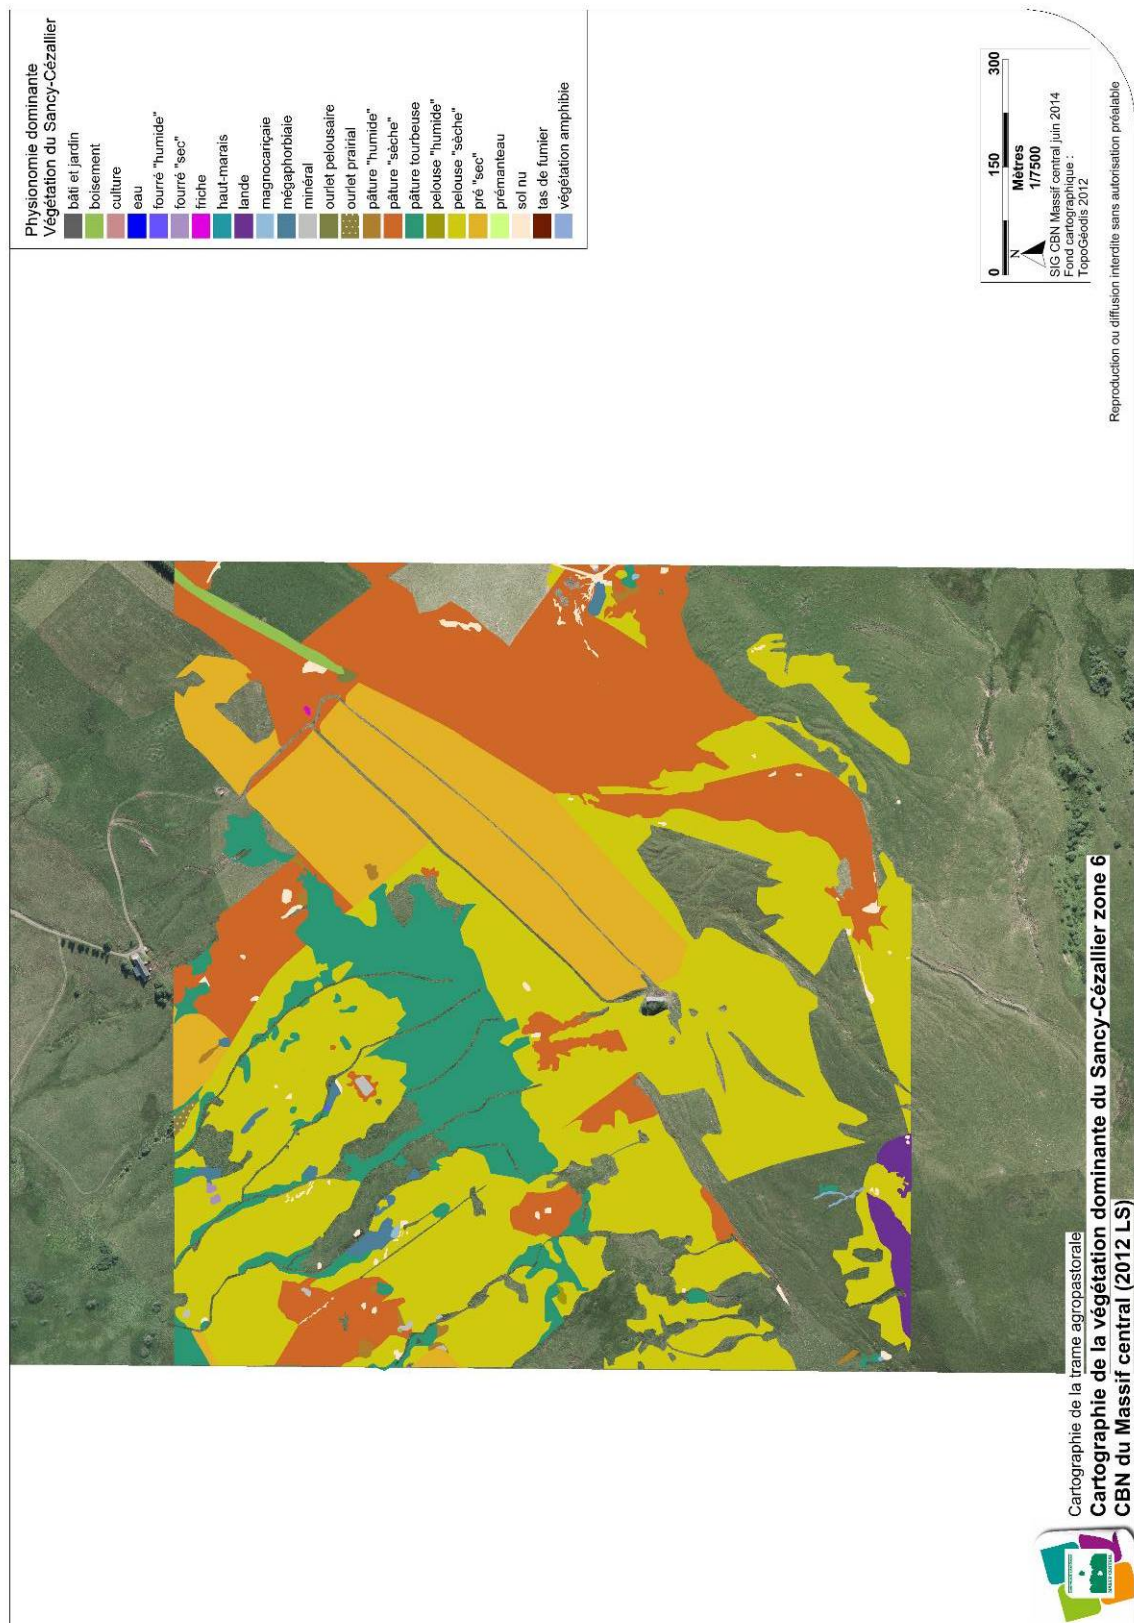 Physionomie dominante
Végétation du Sancy-Cézallier
bâti et jardin
boisement
culture
eau
fourré "humide"
fourré "sec"
friche
haut-marais
lande
magnocariçaie
mégaphorbiaie
minéral
ourlet pelousaire
ourlet prairial
pâture "humide"
pâture "sèche"
pâture tourbeuse
pelouse "humide"
pelouse "sèche"
pré "sec"
prémanteau
sol nu
tas de fumier
végétation amphibie
0 150 300
Mètres
1/7500
N
SIG CBN Massif central juin 2014
Fond cartographique :
TopoGéodis 2012
Reproduction ou diffusion interdite sans autorisation préalable
Cartographie de la trame agropastorale
Cartographie de la végétation dominante du Sancy-Cézallier zone 6
CBN du Massif central (2012 LS)